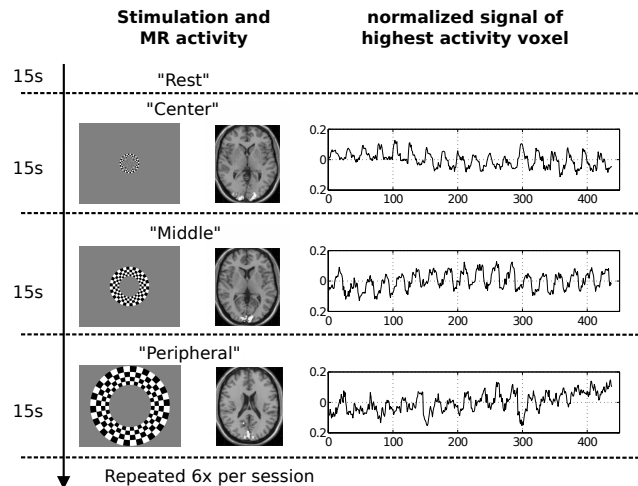 Stimulation and
MR activity
normalized signal of
highest activity voxel
15s
"Rest"
"Center"
15s
0.2
0
0.2
0 100 200 300 400
"Middle"
15s
0.2
0
0.2
0 100 200 300 400
"Peripheral"
15s
0.2
0
0.2
0 100 200 300 400
Repeated 6x per session